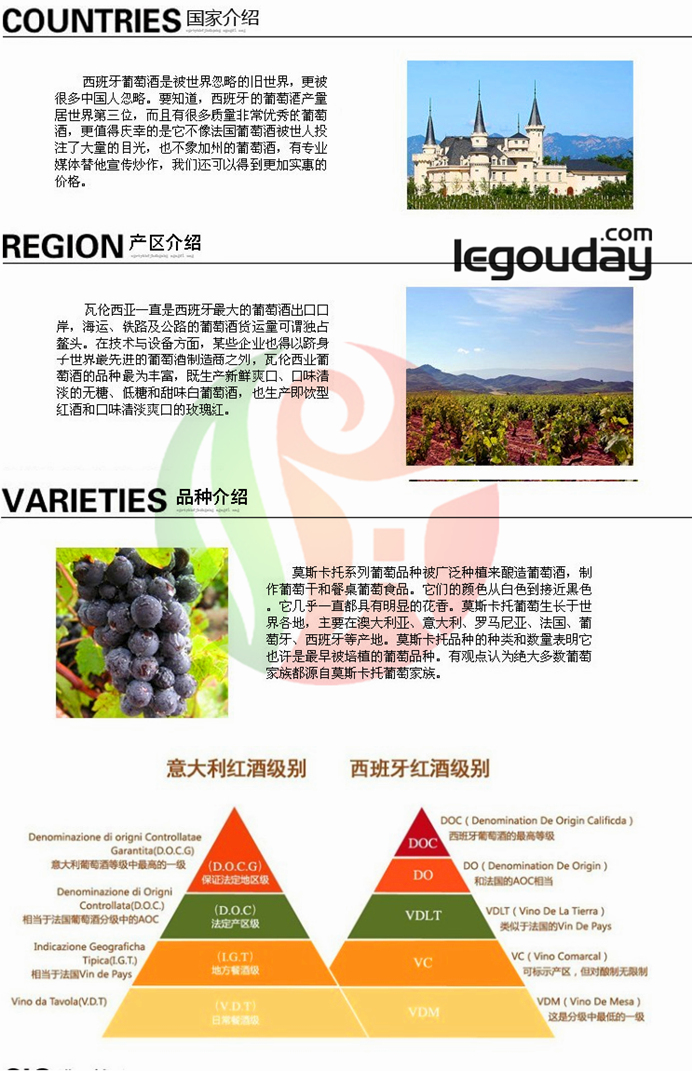 COUNTRIES 国家介绍
西班牙葡萄酒是被世界忽略的旧世界，更被
很多中国人忽略。要知道，西班牙的葡萄酒产量
居世界第三位，而且有很多质量非常优秀的葡萄
酒，更值得庆幸的是它不像法国葡萄酒被世人投
注了大量的目光，也不象加州的葡萄酒，有专业
媒体替他宣传炒作，我们还可以得到更加实惠的
价格。
REGION 产区介绍
legouday.com
瓦伦西亚一直是西班牙最大的葡萄酒出口口
岸，海运、铁路及公路的葡萄酒货运量可谓独占
鳌头。在技术与设备方面，某些企业也得以跻身
于世界最先进的葡萄酒制造商之列，瓦伦西亚葡
萄酒的品种最为丰富，既生产新鲜爽口、口味清
淡的无糖、低糖和甜味白葡萄酒，也生产即饮型
红酒和口味清淡爽口的玫瑰红。
VARIETIES 品种介绍
莫斯卡托系列葡萄品种被广泛种植来酿造葡萄酒，制
作葡萄干和餐桌葡萄食品。它们的颜色从白色到接近黑色
。它几乎一直都具有明显的花香。莫斯卡托葡萄生长于世
界各地，主要在澳大利亚、意大利、罗马尼亚、法国、葡
萄牙、西班牙等产地。莫斯卡托品种的种类和数量表明它
也许是最早被培植的葡萄品种。有观点认为绝大多数葡萄
家族都源自莫斯卡托葡萄家族。
意大利红酒级别
Denominazione di origni Controllatae
Garantita(D.O.C.G)
意大利葡萄酒等级中最高的一级
(D.O.C.G)
保证法定地区级
Denominazione di Origni
Controllata(D.O.C.)
相当于法国葡萄酒分级中的AOC
(D.O.C)
法定产区级
Indicazione Geograficha
Tipica(I.G.T.)
相当于法国Vin de Pays
(I.G.T)
地方餐酒级
Vino da Tavola(V.D.T)
(V.D.T)
日常餐酒级
西班牙红酒级别
DOC
DOC ( Denomination De Origin Calificda )
西班牙葡萄酒的最高等级
DO
DO ( Denomination De Origin )
和法国的AOC相当
VDLT
VDLT ( Vino De La Tierra )
类似于法国的Vin De Pays
VC
VC ( Vino Comarcal )
可标示产区，但对酿制无限制
VDM
VDM ( Vino De Mesa )
这是分级中最低的一级